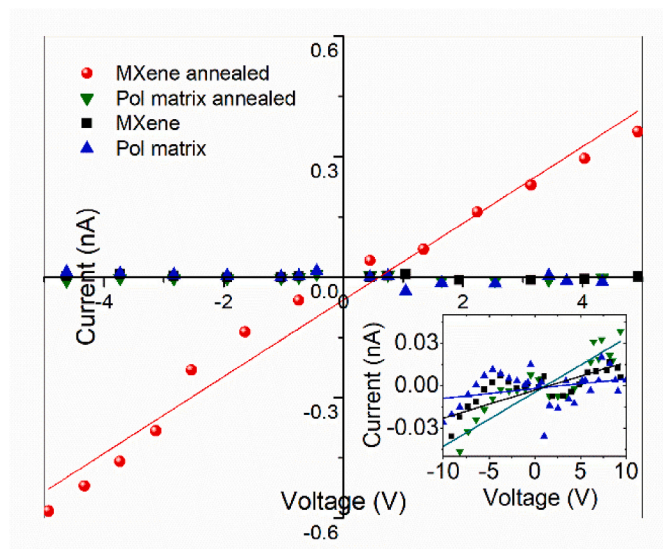 0.6
MXene annealed
Pol matrix annealed
MXene
Pol matrix
0.3
Current (nA)
0.0
-4 -2 0 2 4
-0.3
-0.6
Voltage (V)
Current (nA)
0.03
0.00
-0.03
-10 -5 0 5 10
Voltage (V)